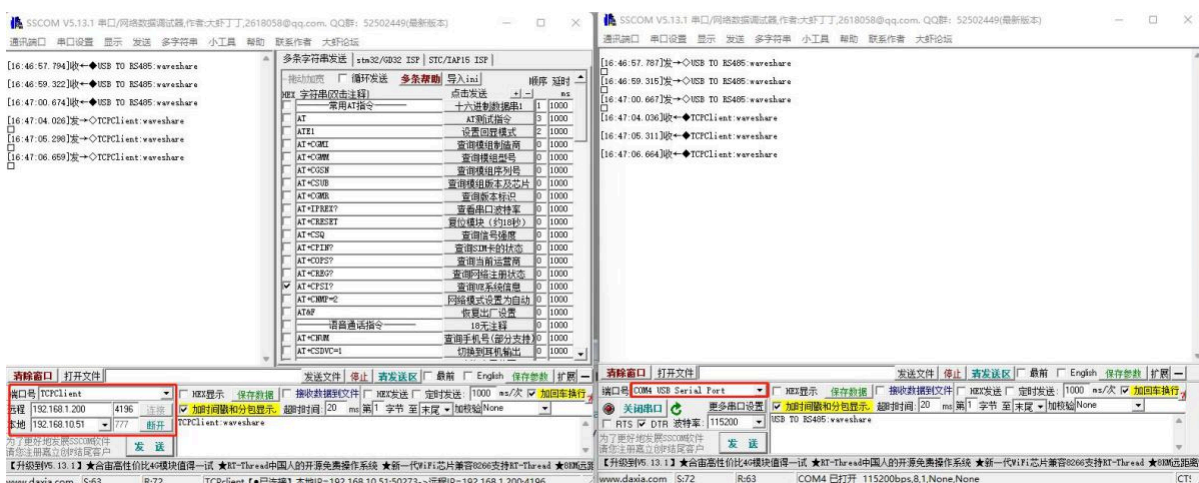 SSCOM V5.13.1 串口/网络数据调试器,作者:大虾丁丁,2618058@qq.com. QQ群: 52502449(最新版本)
通讯端口 串口设置 显示 发送 多字符串 小工具 帮助 联系作者 大虾论坛
[16:46:57.794]收←◆USB TO RS485:waveshare
[16:46:59.322]收←◆USB TO RS485:waveshare
[16:47:00.674]收←◆USB TO RS485:waveshare
[16:47:04.026]发→◇TCPClient:waveshare
□
[16:47:05.298]发→◇TCPClient:waveshare
□
[16:47:06.659]发→◇TCPClient:waveshare
□
多条字符串发送 stm32/GD32 ISP STC/IAP15 ISP
拖动加宽 循环发送 多条帮助 导入ini 顺序 延时
HEX 字符串(双击注释) 点击发送 +| -| ms
常用AT指令 十六进制数据串1 1 1000
AT AT测试指令 3 1000
ATE1 设置回显模式 2 1000
AT+CGMI 查询模组制造商 0 1000
AT+CGMM 查询模组型号 0 1000
AT+CGSN 查询模组序列号 0 1000
AT+CSUB 查询模组版本及芯片 0 1000
AT+CGMR 查询版本标识 0 1000
AT+IPREX? 查看串口波特率 0 1000
AT+CRESET 复位模块（约18秒） 0 1000
AT+CSQ 查询信号强度 0 1000
AT+CPIN? 查询SIM卡的状态 0 1000
AT+COPS? 查询当前运营商 0 1000
AT+CREG? 查询网络注册状态 0 1000
AT+CPSI? 查询UE系统信息 0 1000
AT+CNMP=2 网络模式设置为自动 0 1000
AT&F 恢复出厂设置 0 1000
语音通话指令 18无注释 0 1000
AT+CNUM 查询手机号(部分支持) 0 1000
AT+CSDVC=1 切换到耳机输出 0 1000
清除窗口 打开文件 发送文件 停止 清发送区 最前 English 保存参数 扩展 —
端口号 TCPClient HEX显示 保存数据 接收数据到文件 HEX发送 定时发送: 1000 ms/次 加回车换行
远程 192.168.1.200 4196 连接 加时间戳和分包显示, 超时时间: 20 ms 第1 字节 至 末尾 加校验 None
本地 192.168.10.51 777 断开 TCPClient:waveshare
为了更好地发展SSCOM软件
请您注册嘉立创F结尾客户 发 送
【升级到V5.13.1】★合宙高性价比4G模块值得一试 ★RT-Thread中国人的开源免费操作系统 ★新一代WiFi芯片兼容8266支持RT-Thread ★8KM远距
www.daxia.com S:63 R:72 TCPclient【●已连接】本地IP=192.168.10.51:50273->远程IP=192.168.1.200:4196
SSCOM V5.13.1 串口/网络数据调试器,作者:大虾丁丁,2618058@qq.com. QQ群: 52502449(最新版本)
通讯端口 串口设置 显示 发送 多字符串 小工具 帮助 联系作者 大虾论坛
[16:46:57.787]发→◇USB TO RS485:waveshare
□
[16:46:59.315]发→◇USB TO RS485:waveshare
□
[16:47:00.667]发→◇USB TO RS485:waveshare
□
[16:47:04.036]收←◆TCPClient:waveshare
[16:47:05.311]收←◆TCPClient:waveshare
[16:47:06.664]收←◆TCPClient:waveshare
清除窗口 打开文件 发送文件 停止 清发送区 最前 English 保存参数 扩展 —
端口号 COM4 USB Serial Port HEX显示 保存数据 接收数据到文件 HEX发送 定时发送: 1000 ms/次 加回车换行
关闭串口 更多串口设置 加时间戳和分包显示, 超时时间: 20 ms 第1 字节 至 末尾 加校验 None
RTS DTR 波特率: 115200 USB TO RS485:waveshare
为了更好地发展SSCOM软件
请您注册嘉立创F结尾客户 发 送
【升级到V5.13.1】★合宙高性价比4G模块值得一试 ★RT-Thread中国人的开源免费操作系统 ★新一代WiFi芯片兼容8266支持RT-Thread ★8KM远距离
www.daxia.com S:72 R:63 COM4 已打开 115200bps,8,1,None,None CTS